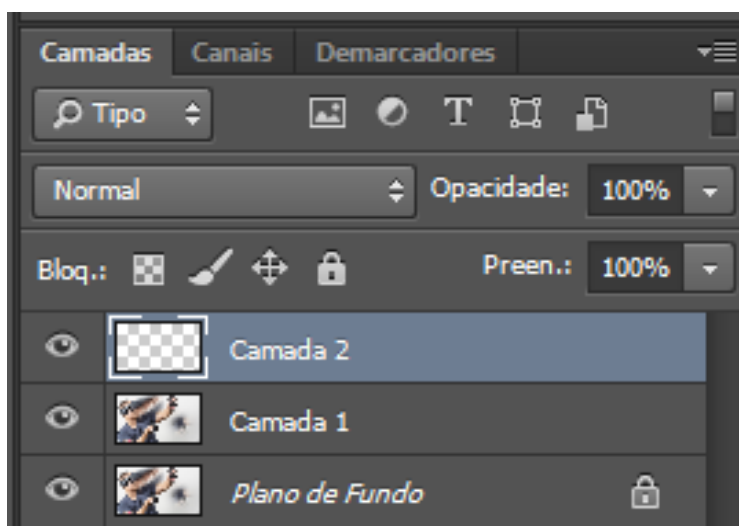 Camadas Canais Demarcadores
Tipo T
Normal Opacidade: 100%
Bloq.: Preen.: 100%
Camada 2
Camada 1
Plano de Fundo